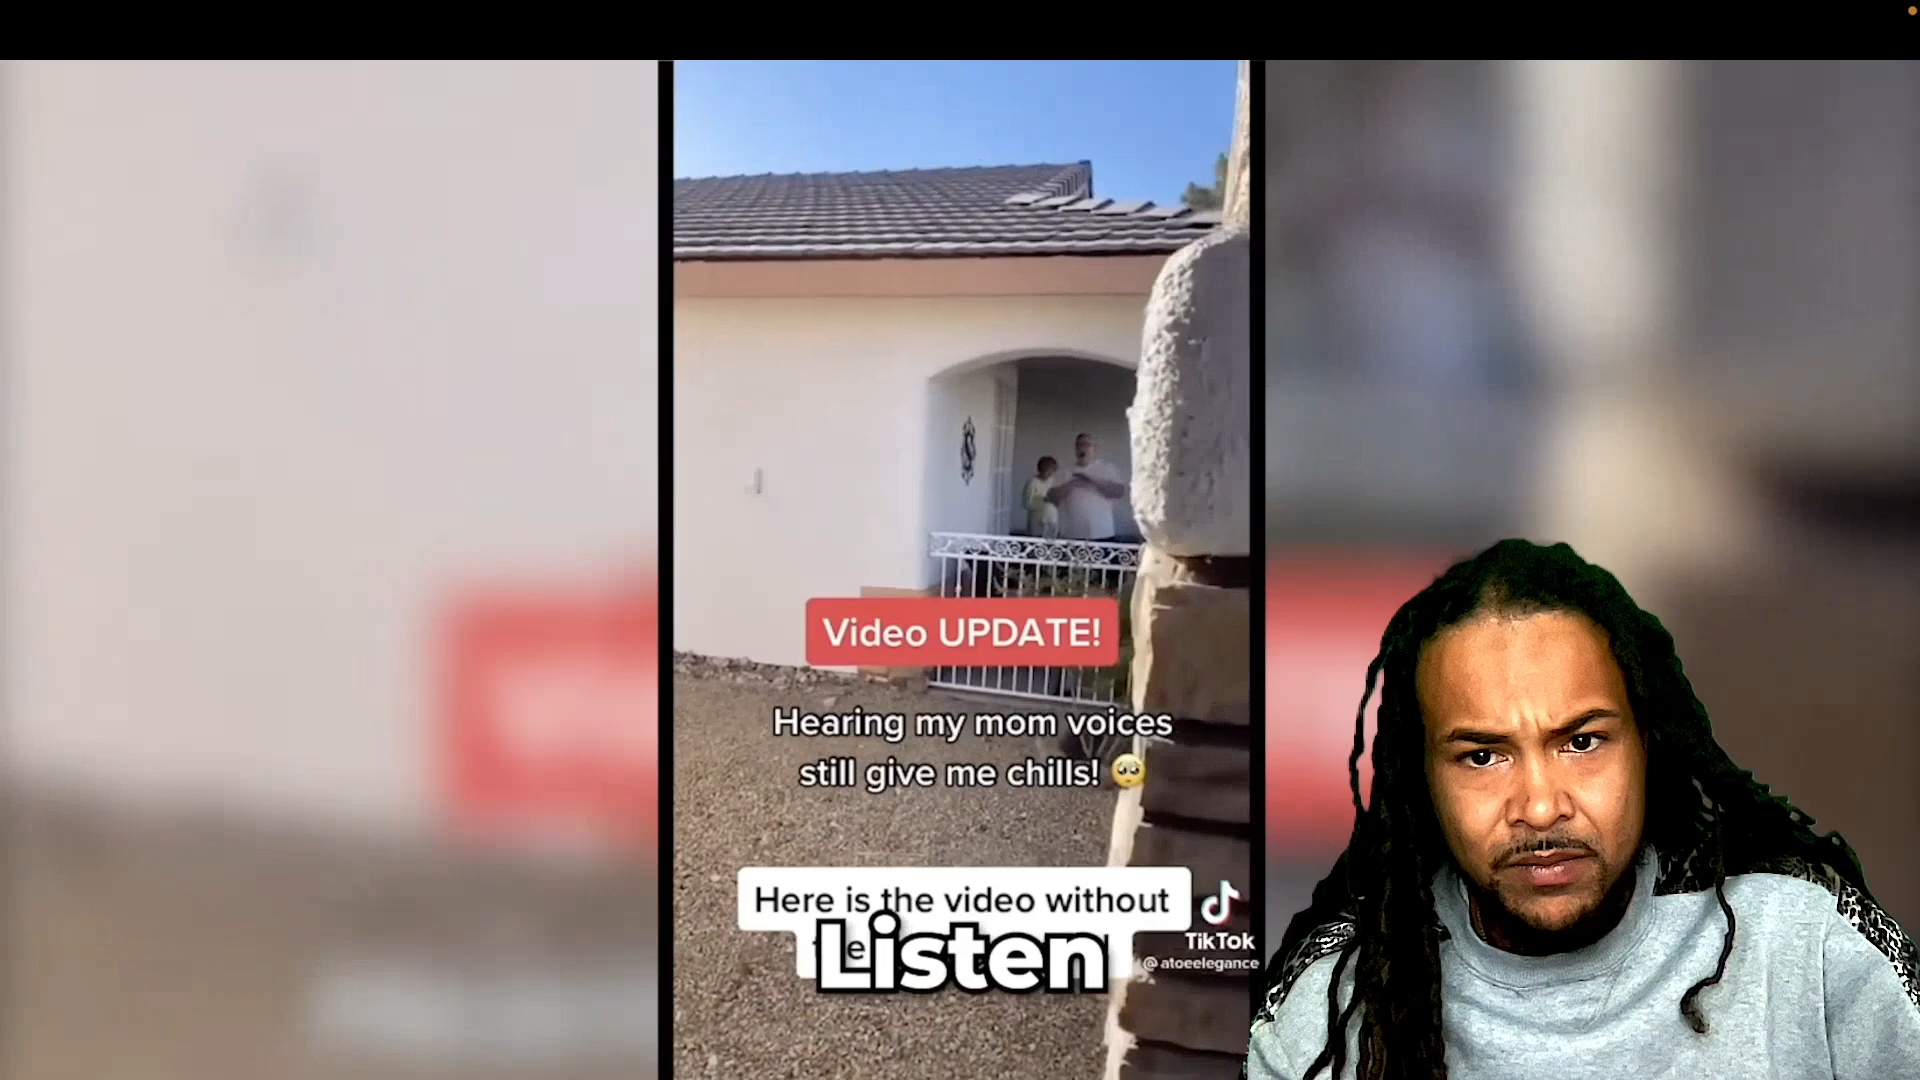 Video UPDATE!
Hearing my mom voices
still give me chills! 🥺
Here is the video without
Listen
TikTok
@atoeelegance